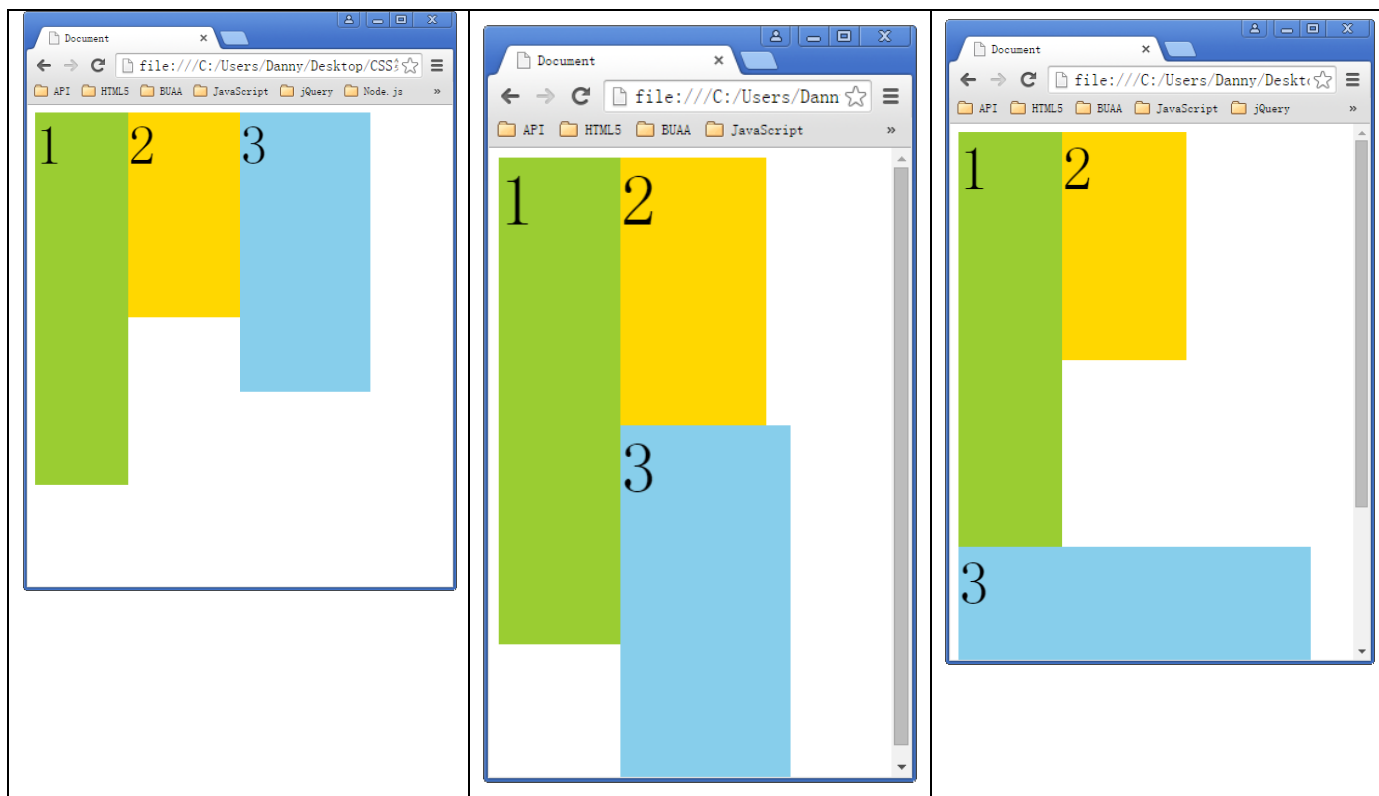 Document
file:///C:/Users/Danny/Desktop/CSS
API HTML5 BUAA JavaScript jQuery Node.js »
1 2 3
Document
file:///C:/Users/Dann
API HTML5 BUAA JavaScript »
1 2
3
Document
file:///C:/Users/Danny/Deskt
API HTML5 BUAA JavaScript jQuery »
1 2
3